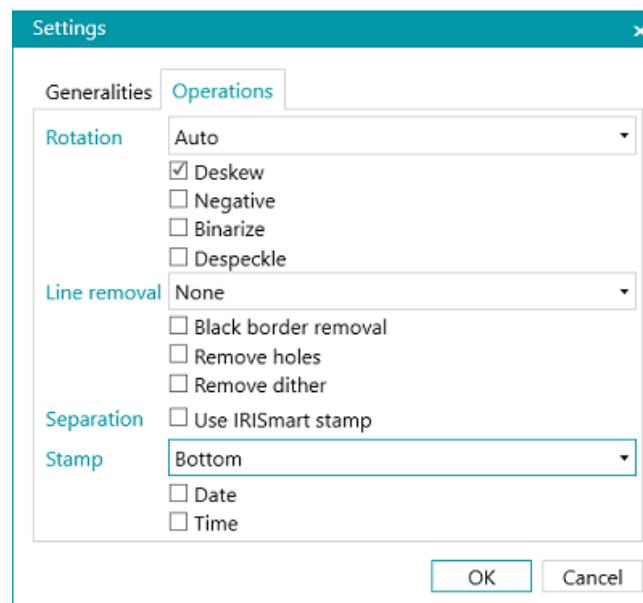 Settings
Generalities Operations
Rotation Auto
Deskew
Negative
Binarize
Despeckle
Line removal None
Black border removal
Remove holes
Remove dither
Separation Use IRISmart stamp
Stamp Bottom
Date
Time
OK Cancel